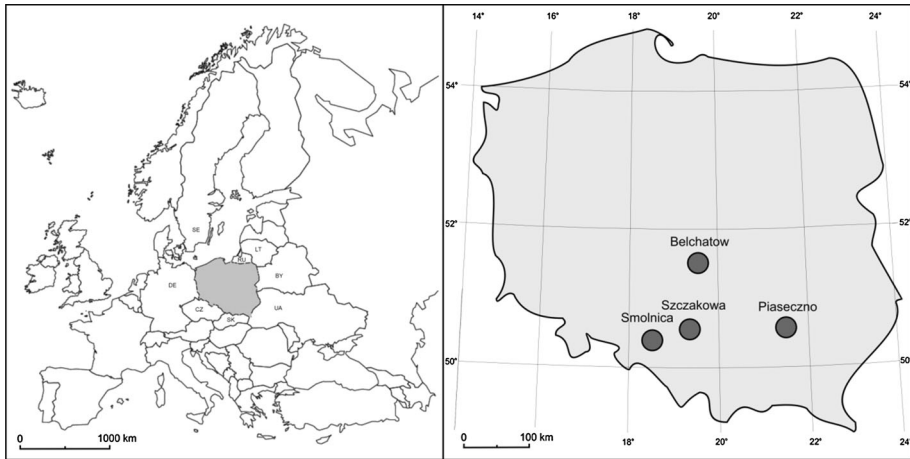 SE
LT
RU
BY
DE
CZ
UA
SK
0 1000 km
14° 16° 18° 20° 22° 24°
54° 54°
52° 52°
Belchatow
Smolnica Szczakowa Piaseczno
50° 50°
0 100 km
18° 20° 22° 24°